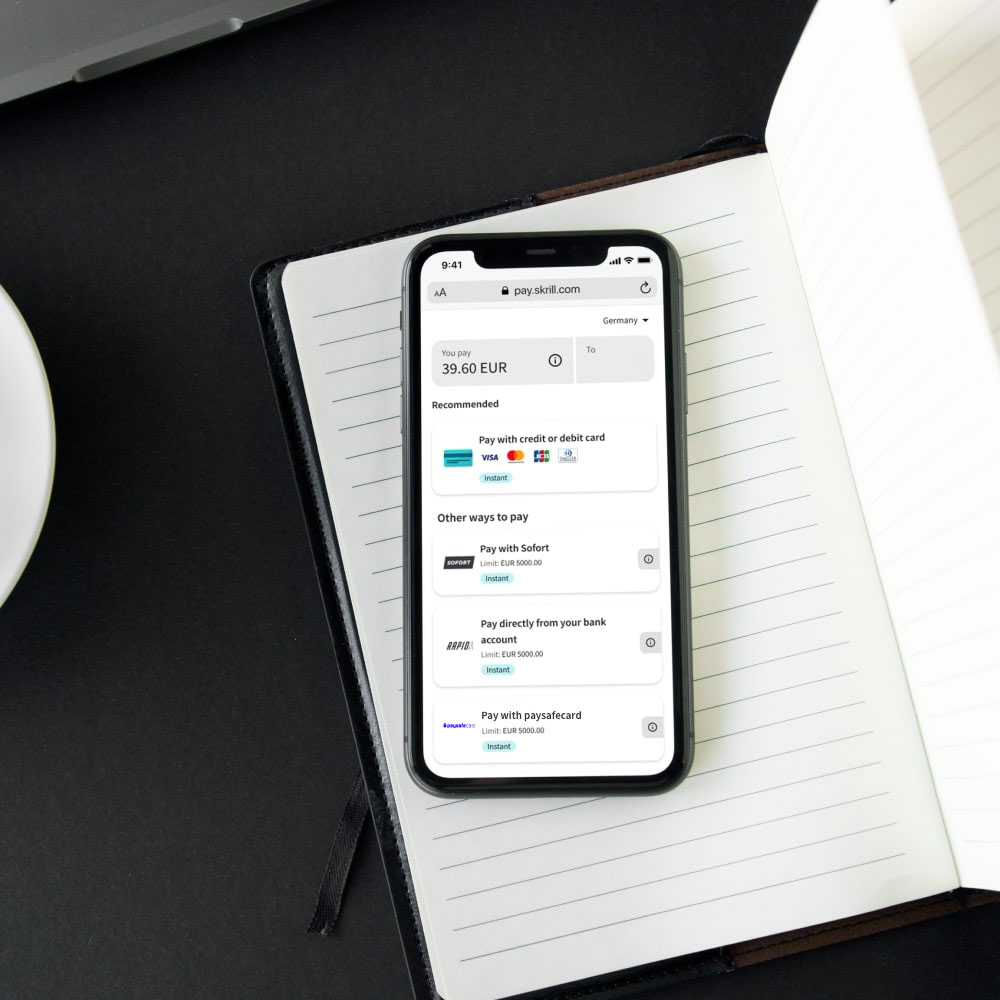 9:41
AA pay.skrill.com
Germany
You pay
To
39.60 EUR
Recommended
Pay with credit or debit card
VISA
JCB
Instant
Other ways to pay
Pay with Sofort
SOFORT
Limit: EUR 5000.00
Instant
Pay directly from your bank
account
RAPID
Limit: EUR 5000.00
Instant
Pay with paysafecard
paysafecard
Limit: EUR 5000.00
Instant